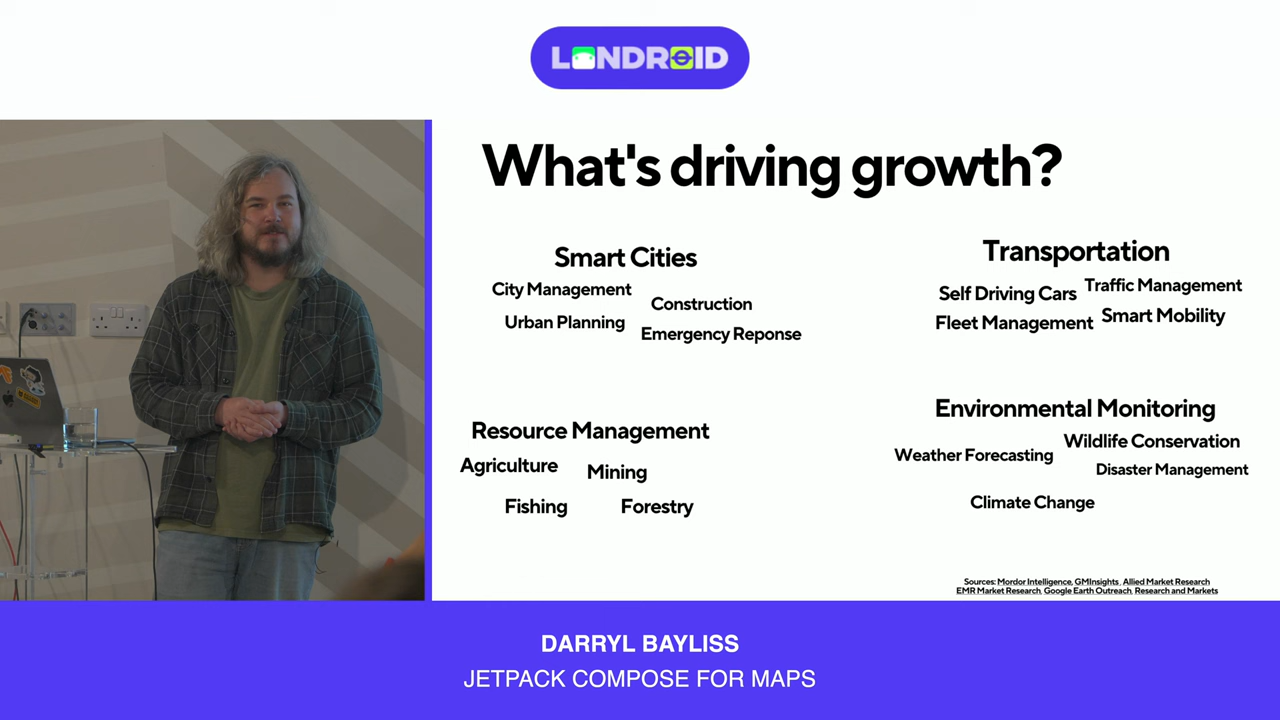 LONDROID
What's driving growth?
Smart Cities
City Management
Construction
Urban Planning
Emergency Reponse
Transportation
Self Driving Cars
Traffic Management
Fleet Management
Smart Mobility
Resource Management
Agriculture
Mining
Fishing
Forestry
Environmental Monitoring
Weather Forecasting
Wildlife Conservation
Disaster Management
Climate Change
Sources: Mordor Intelligence, GMInsights, Allied Market Research
EMR Market Research, Google Earth Outreach, Research and Markets
DARRYL BAYLISS
JETPACK COMPOSE FOR MAPS